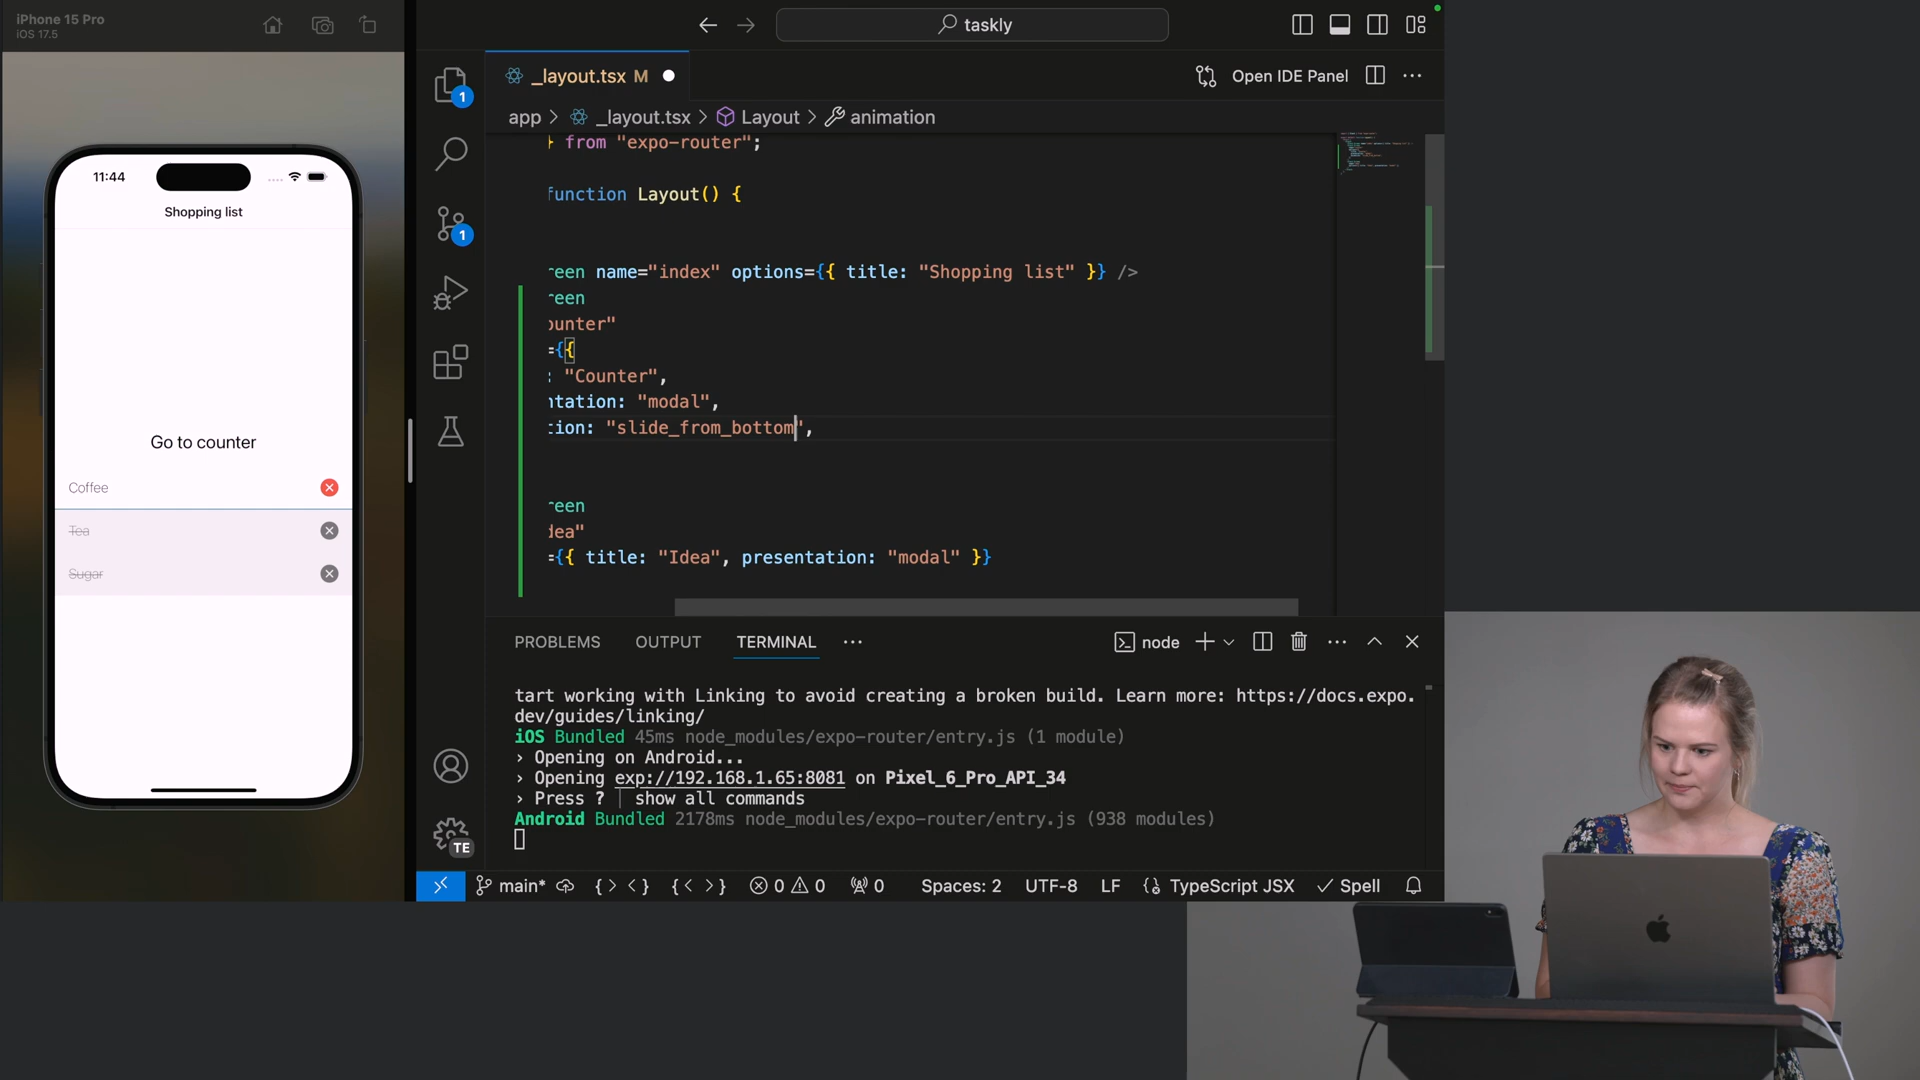 iPhone 15 Pro
iOS 17.5
11:44
Shopping list
Go to counter
Coffee
Tea
Sugar
taskly
1
1
TE
_layout.tsx M
Open IDE Panel
app > _layout.tsx > Layout > animation
} from "expo-router";
function Layout() {
reen name="index" options={{ title: "Shopping list" }} />
reen
ounter"
={{
: "Counter",
ntation: "modal",
tion: "slide_from_bottom",
reen
dea"
={{ title: "Idea", presentation: "modal" }}
PROBLEMS OUTPUT TERMINAL ···
node
tart working with Linking to avoid creating a broken build. Learn more: https://docs.expo.
dev/guides/linking/
iOS Bundled 45ms node_modules/expo-router/entry.js (1 module)
› Opening on Android...
› Opening exp://192.168.1.65:8081 on Pixel_6_Pro_API_34
› Press ? │ show all commands
Android Bundled 2178ms node_modules/expo-router/entry.js (938 modules)
main* {> <} {< >} 0 0 0 Spaces: 2 UTF-8 LF TypeScript JSX Spell